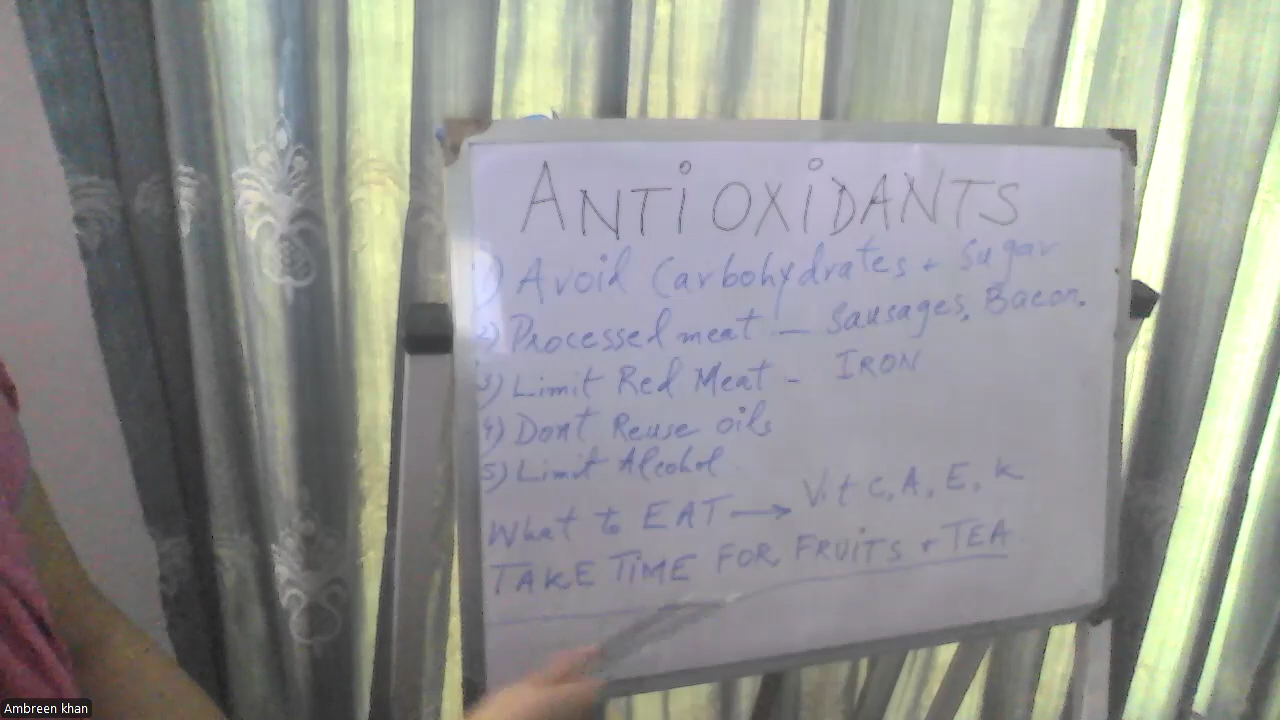 ANTiOXiDANTS
1) Avoid Carbohydrates + Sugar
2) Processed meat - Sausages, Bacon.
3) Limit Red Meat - IRON
4) Dont Reuse oils
5) Limit Alcohol
What to EAT → Vit C, A, E, K
TAKE TiME FOR FRUiTS + TEA
Ambreen khan